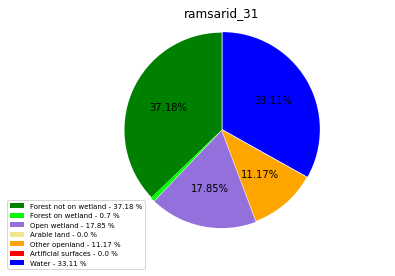 ramsarid_31
33.11%
37.18%
11.17%
17.85%
Forest not on wetland - 37.18 %
Forest on wetland - 0.7 %
Open wetland - 17.85 %
Arable land - 0.0 %
Other openland - 11.17 %
Artificial surfaces - 0.0 %
Water - 33.11 %